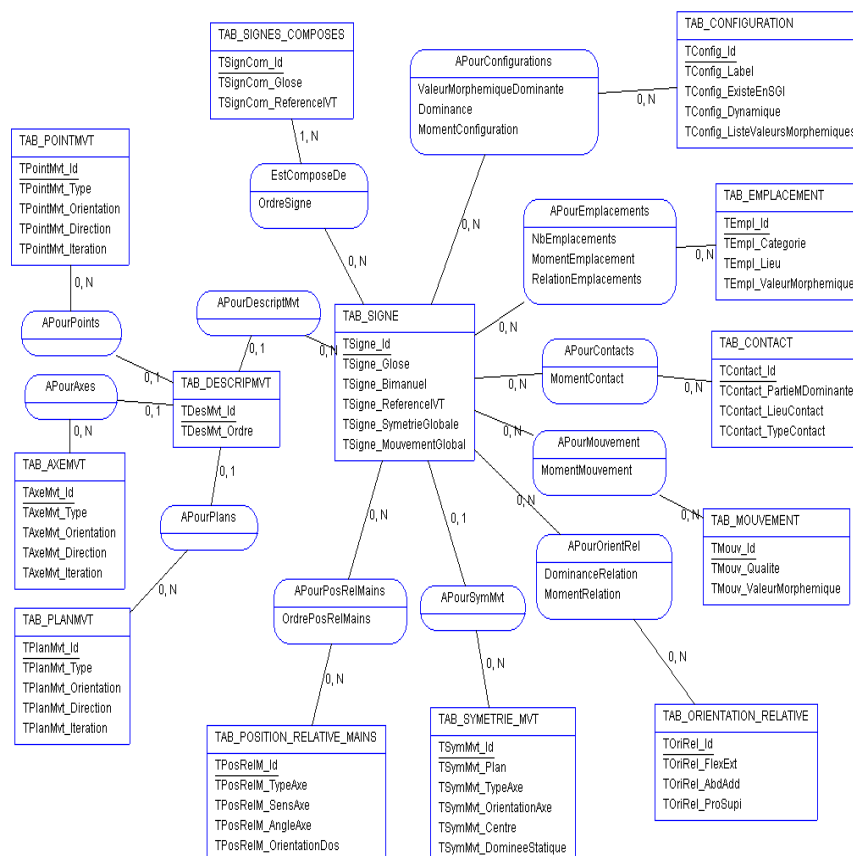 TAB_SIGNES_COMPOSES
TSignCom_Id
TSignCom_Glose
TSignCom_ReferenceIVT
1, N
EstComposeDe
OrdreSigne
0, N
APourConfigurations
ValeurMorphemiqueDominante
Dominance
MomentConfiguration
0, N
0, N
TAB_CONFIGURATION
TConfig_Id
TConfig_Label
TConfig_ExisteEnSGI
TConfig_Dynamique
TConfig_ListeValeursMorphemiques
TAB_POINTMVT
TPointMvt_Id
TPointMvt_Type
TPointMvt_Orientation
TPointMvt_Direction
TPointMvt_Iteration
0, N
APourPoints
0, 1
APourEmplacements
NbEmplacements
MomentEmplacement
RelationEmplacements
0, N
0, N
TAB_EMPLACEMENT
TEmpl_Id
TEmpl_Categorie
TEmpl_Lieu
TEmpl_ValeurMorphemique
APourDescriptMvt
0, 1
0, N
TAB_SIGNE
TSigne_Id
TSigne_Glose
TSigne_Bimanuel
TSigne_ReferenceIVT
TSigne_SymetrieGlobale
TSigne_MouvementGlobal
APourContacts
MomentContact
0, N
0, N
TAB_CONTACT
TContact_Id
TContact_PartieMDominante
TContact_LieuContact
TContact_TypeContact
APourAxes
0, 1
0, N
TAB_DESCRIPMVT
TDesMvt_Id
TDesMvt_Ordre
0, 1
APourMouvement
MomentMouvement
0, N
0, N
TAB_MOUVEMENT
TMouv_Id
TMouv_Qualite
TMouv_ValeurMorphemique
TAB_AXEMVT
TAxeMvt_Id
TAxeMvt_Type
TAxeMvt_Orientation
TAxeMvt_Direction
TAxeMvt_Iteration
APourPlans
0, N
0, N
0, 1
0, N
APourOrientRel
DominanceRelation
MomentRelation
0, N
APourPosRelMains
OrdrePosRelMains
0, N
APourSymMvt
0, N
TAB_PLANMVT
TPlanMvt_Id
TPlanMvt_Type
TPlanMvt_Orientation
TPlanMvt_Direction
TPlanMvt_Iteration
TAB_POSITION_RELATIVE_MAINS
TPosRelM_Id
TPosRelM_TypeAxe
TPosRelM_SensAxe
TPosRelM_AngleAxe
TPosRelM_OrientationDos
TAB_SYMETRIE_MVT
TSymMvt_Id
TSymMvt_Plan
TSymMvt_TypeAxe
TSymMvt_OrientationAxe
TSymMvt_Centre
TSymMvt_DomineeStatique
TAB_ORIENTATION_RELATIVE
TOriRel_Id
TOriRel_FlexExt
TOriRel_AbdAdd
TOriRel_ProSupi